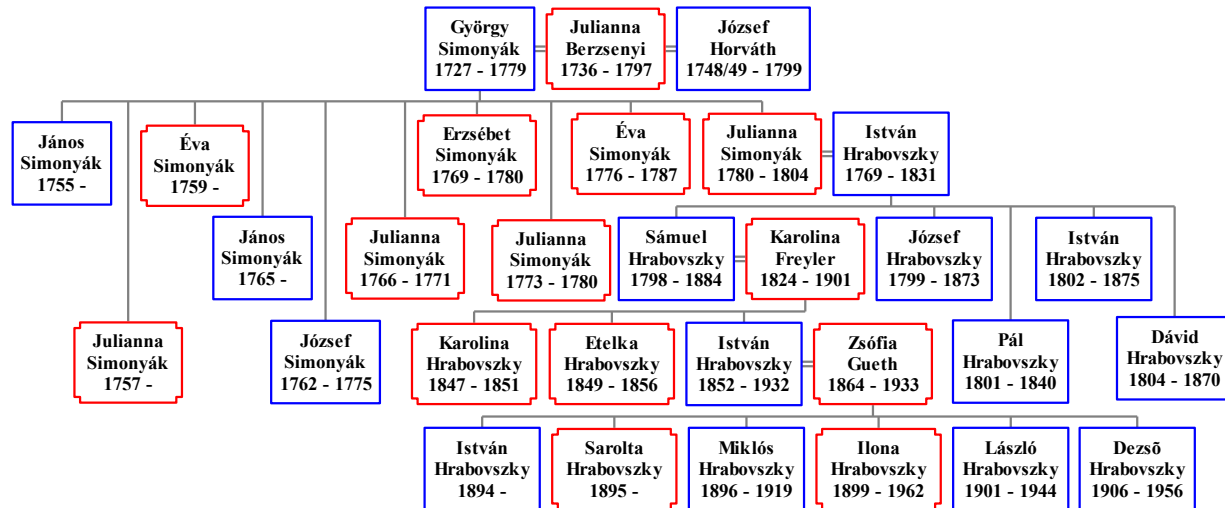 György
Simonyák
1727 - 1779
Julianna
Berzsenyi
1736 - 1797
József
Horváth
1748/49 - 1799
János
Simonyák
1755 -
Éva
Simonyák
1759 -
Erzsébet
Simonyák
1769 - 1780
Éva
Simonyák
1776 - 1787
Julianna
Simonyák
1780 - 1804
István
Hrabovszky
1769 - 1831
János
Simonyák
1765 -
Julianna
Simonyák
1766 - 1771
Julianna
Simonyák
1773 - 1780
Sámuel
Hrabovszky
1798 - 1884
Karolina
Freyler
1824 - 1901
József
Hrabovszky
1799 - 1873
István
Hrabovszky
1802 - 1875
Julianna
Simonyák
1757 -
József
Simonyák
1762 - 1775
Karolina
Hrabovszky
1847 - 1851
Etelka
Hrabovszky
1849 - 1856
István
Hrabovszky
1852 - 1932
Zsófia
Gueth
1864 - 1933
Pál
Hrabovszky
1801 - 1840
Dávid
Hrabovszky
1804 - 1870
István
Hrabovszky
1894 -
Sarolta
Hrabovszky
1895 -
Miklós
Hrabovszky
1896 - 1919
Ilona
Hrabovszky
1899 - 1962
László
Hrabovszky
1901 - 1944
Dezsõ
Hrabovszky
1906 - 1956